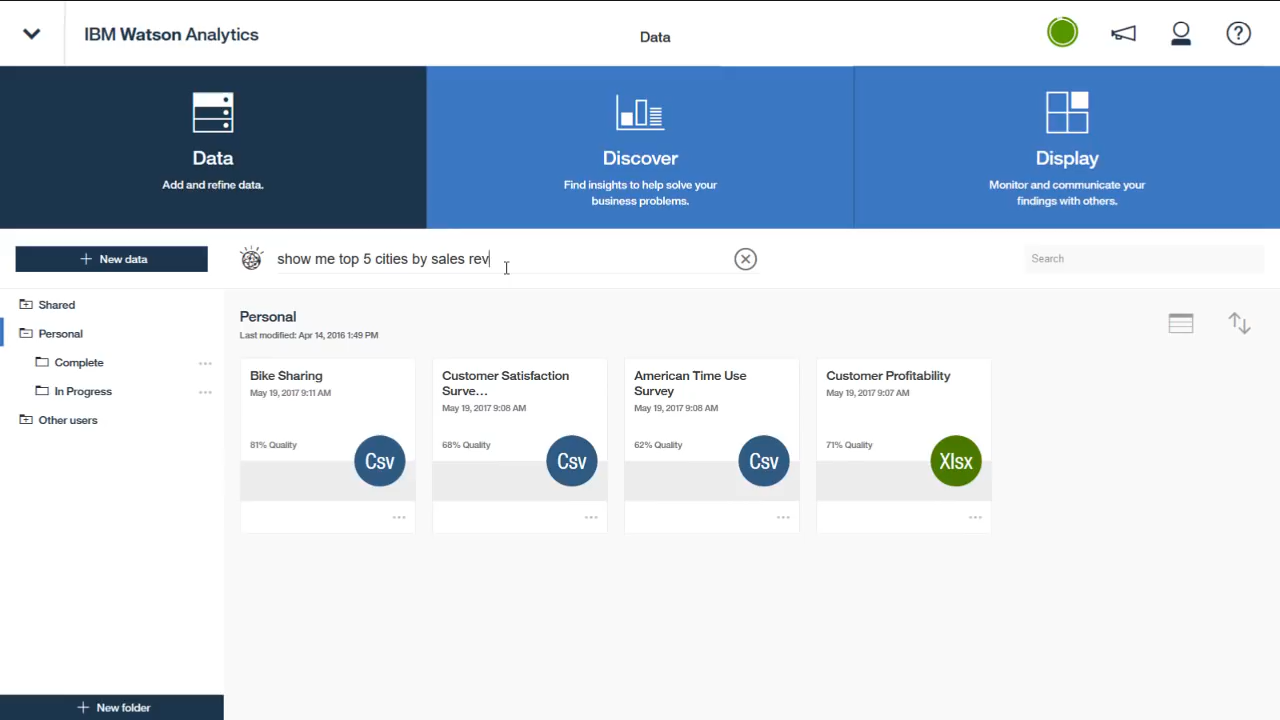 IBM Watson Analytics
Data
?
Data
Add and refine data.
Discover
Find insights to help solve your
business problems.
Display
Monitor and communicate your
findings with others.
+ New data
show me top 5 cities by sales rev
Search
Shared
Personal
Complete
In Progress
Other users
Personal
Last modified: Apr 14, 2016 1:49 PM
Bike Sharing
May 19, 2017 9:11 AM
81% Quality
Csv
Customer Satisfaction
Surve...
May 19, 2017 9:08 AM
68% Quality
Csv
American Time Use
Survey
May 19, 2017 9:08 AM
62% Quality
Csv
Customer Profitability
May 19, 2017 9:07 AM
71% Quality
Xlsx
+ New folder